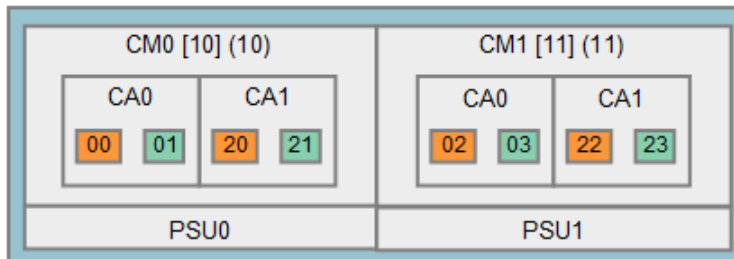 CM0 [10] (10) CM1 [11] (11)
CA0 CA1 CA0 CA1
00 01 20 21 02 03 22 23
PSU0 PSU1